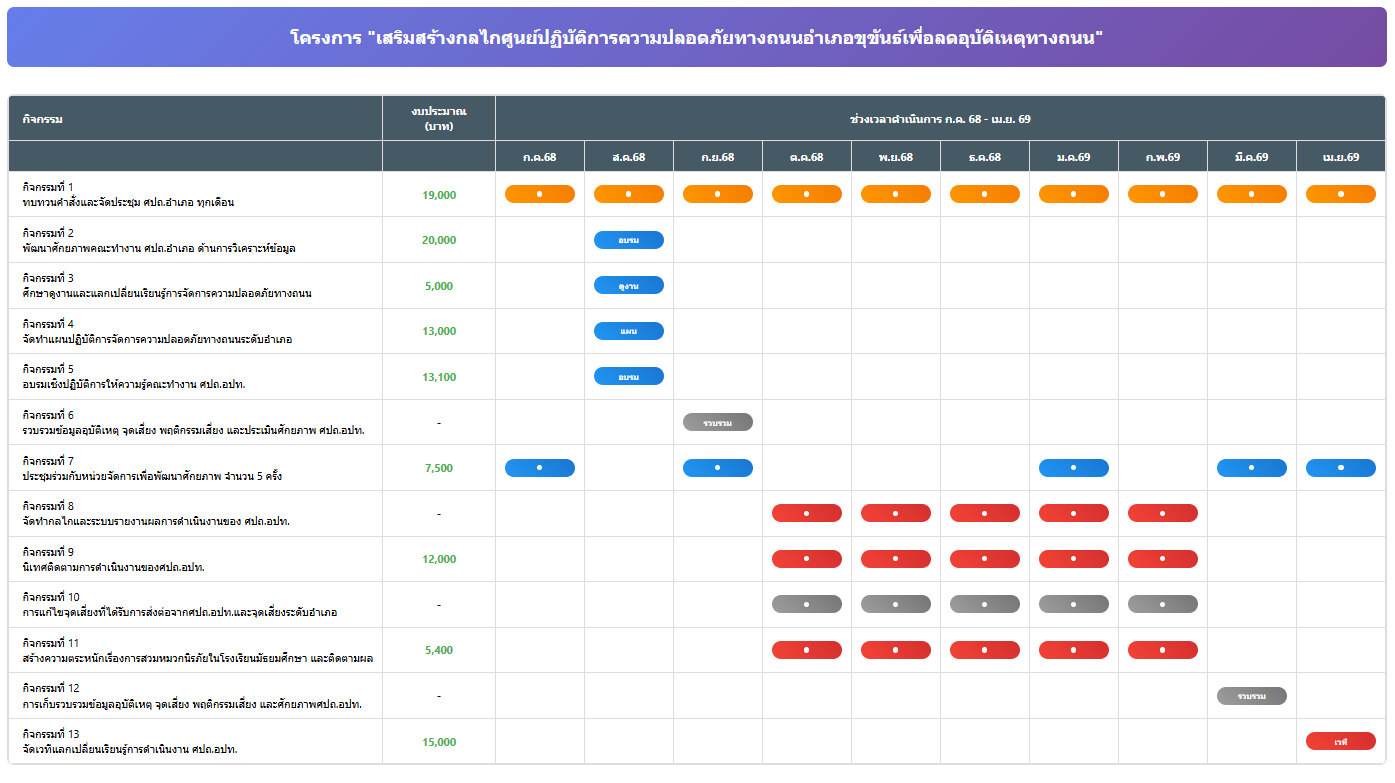 โครงการ "เสริมสร้างกลไกศูนย์ปฏิบัติการความปลอดภัยทางถนนอำเภอขุขันธ์เพื่อลดอุบัติเหตุทางถนน"
กิจกรรม
งบประมาณ
(บาท)
ช่วงเวลาดำเนินการ ก.ค. 68 - เม.ย. 69
ก.ค.68 ส.ค.68 ก.ย.68 ต.ค.68 พ.ย.68 ธ.ค.68 ม.ค.69 ก.พ.69 มี.ค.69 เม.ย.69
กิจกรรมที่ 1
ทบทวนคำสั่งและจัดประชุม ศปถ.อำเภอ ทุกเดือน
19,000
กิจกรรมที่ 2
พัฒนาศักยภาพคณะทำงาน ศปถ.อำเภอ ด้านการวิเคราะห์ข้อมูล
20,000 อบรม
กิจกรรมที่ 3
ศึกษาดูงานและแลกเปลี่ยนเรียนรู้การจัดการความปลอดภัยทางถนน
5,000 ดูงาน
กิจกรรมที่ 4
จัดทำแผนปฏิบัติการจัดการความปลอดภัยทางถนนระดับอำเภอ
13,000 แผน
กิจกรรมที่ 5
อบรมเชิงปฏิบัติการให้ความรู้คณะทำงาน ศปถ.อปท.
13,100 อบรม
กิจกรรมที่ 6
รวบรวมข้อมูลอุบัติเหตุ จุดเสี่ยง พฤติกรรมเสี่ยง และประเมินศักยภาพ ศปถ.อปท.
- รวบรวม
กิจกรรมที่ 7
ประชุมร่วมกับหน่วยจัดการเพื่อพัฒนาศักยภาพ จำนวน 5 ครั้ง
7,500
กิจกรรมที่ 8
จัดทำกลไกและระบบรายงานผลการดำเนินงานของ ศปถ.อปท.
-
กิจกรรมที่ 9
นิเทศติดตามการดำเนินงานของศปถ.อปท.
12,000
กิจกรรมที่ 10
การแก้ไขจุดเสี่ยงที่ได้รับการส่งต่อจากศปถ.อปท.และจุดเสี่ยงระดับอำเภอ
-
กิจกรรมที่ 11
สร้างความตระหนักเรื่องการสวมหมวกนิรภัยในโรงเรียนมัธยมศึกษา และติดตามผล
5,400
กิจกรรมที่ 12
การเก็บรวบรวมข้อมูลอุบัติเหตุ จุดเสี่ยง พฤติกรรมเสี่ยง และศักยภาพศปถ.อปท.
- รวบรวม
กิจกรรมที่ 13
จัดเวทีแลกเปลี่ยนเรียนรู้การดำเนินงาน ศปถ.อปท.
15,000 เวที